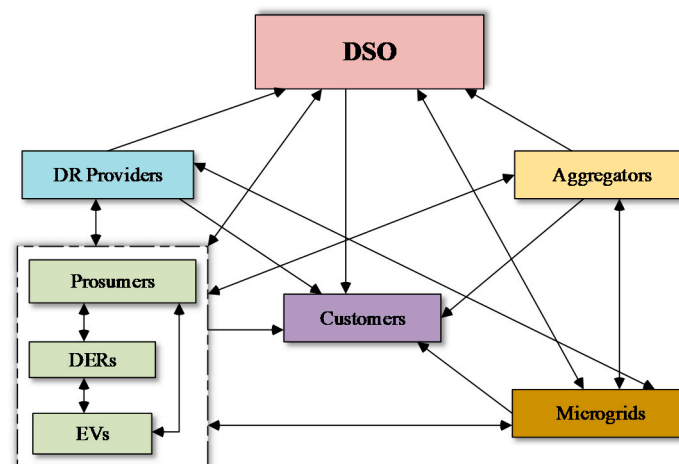 DSO
DR Providers
Aggregators
Prosumers
Customers
DERs
Microgrids
EVs